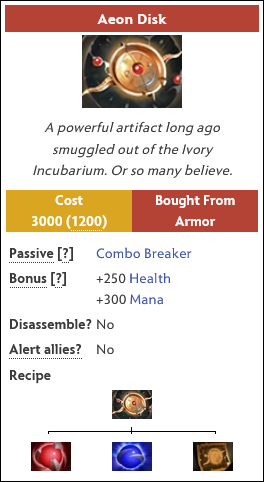 Aeon Disk
A powerful artifact long ago
smuggled out of the Ivory
Incubarium. Or so many believe.
Cost
3000 (1200)
Bought From
Armor
Passive [?] Combo Breaker
Bonus [?] +250 Health
+300 Mana
Disassemble? No
Alert allies? No
Recipe